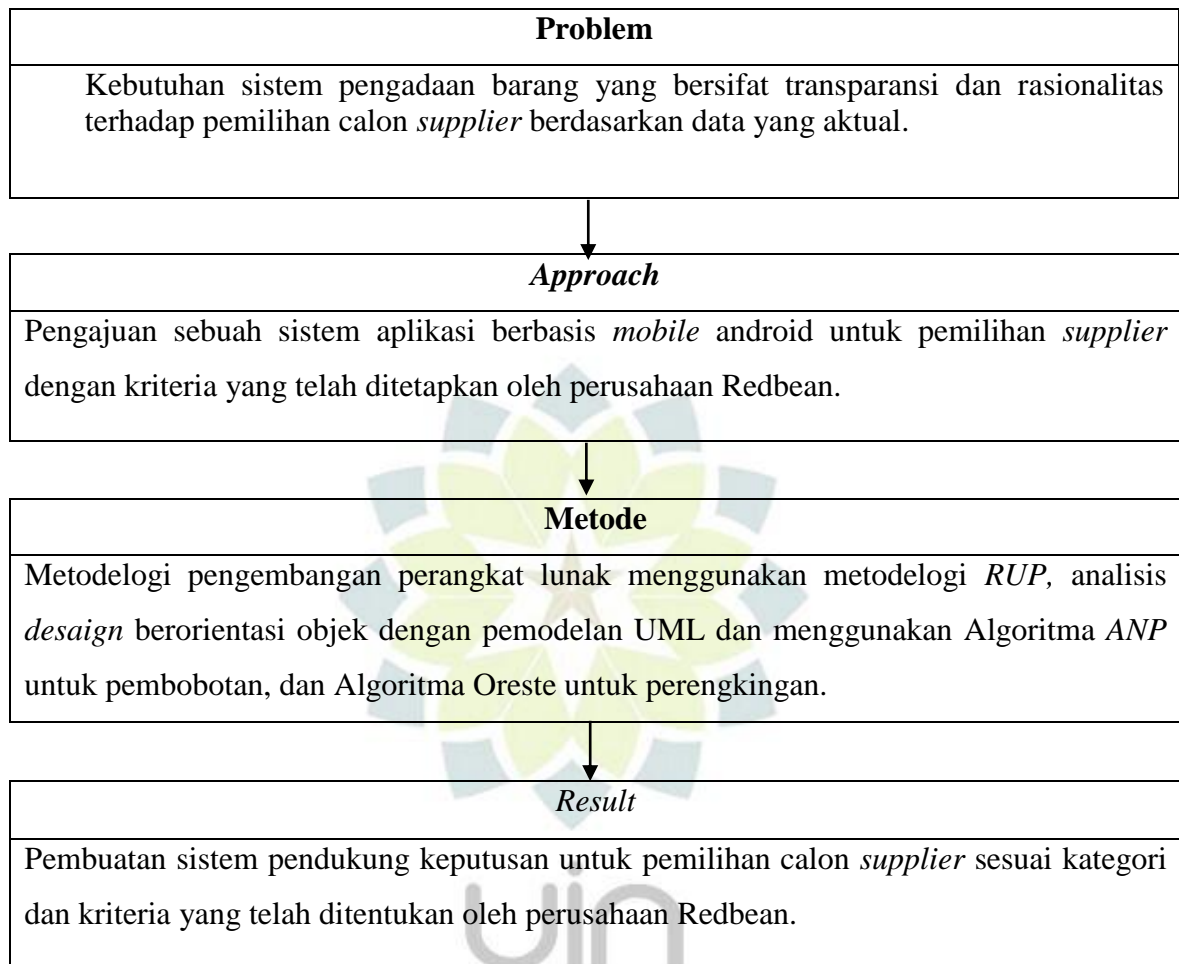 Problem
Kebutuhan sistem pengadaan barang yang bersifat transparansi dan rasionalitas
terhadap pemilihan calon supplier berdasarkan data yang aktual.
Approach
Pengajuan sebuah sistem aplikasi berbasis mobile android untuk pemilihan supplier
dengan kriteria yang telah ditetapkan oleh perusahaan Redbean.
Metode
Metodelogi pengembangan perangkat lunak menggunakan metodelogi RUP, analisis
desaign berorientasi objek dengan pemodelan UML dan menggunakan Algoritma ANP
untuk pembobotan, dan Algoritma Oreste untuk perengkingan.
Result
Pembuatan sistem pendukung keputusan untuk pemilihan calon supplier sesuai kategori
dan kriteria yang telah ditentukan oleh perusahaan Redbean.
uin